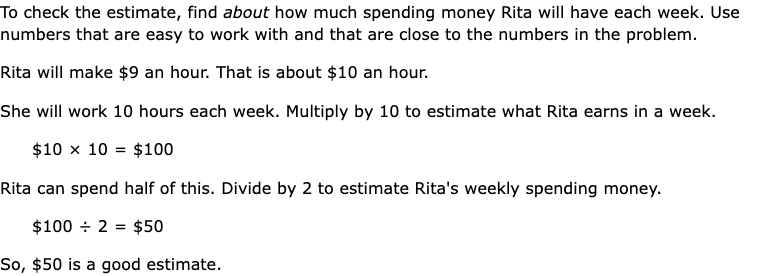 To check the estimate, find about how much spending money Rita will have each week. Use
numbers that are easy to work with and that are close to the numbers in the problem.
Rita will make $9 an hour. That is about $10 an hour.
She will work 10 hours each week. Multiply by 10 to estimate what Rita earns in a week.
$10 × 10 = $100
Rita can spend half of this. Divide by 2 to estimate Rita's weekly spending money.
$100 ÷ 2 = $50
So, $50 is a good estimate.